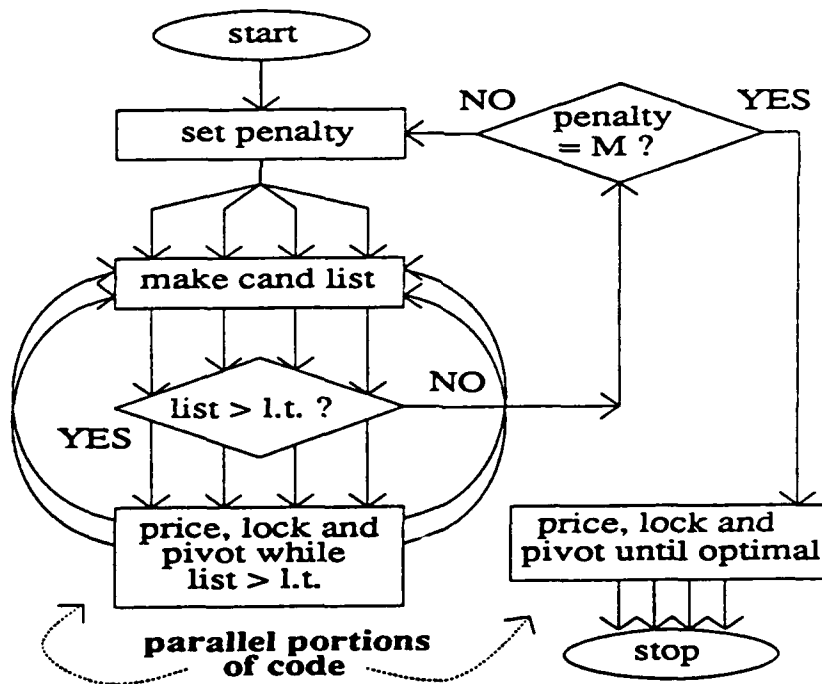 start
set penalty
NO
YES
penalty
= M ?
make cand list
list > l.t. ?
NO
YES
price, lock and
pivot while
list > l.t.
price, lock and
pivot until optimal
parallel portions
of code
stop